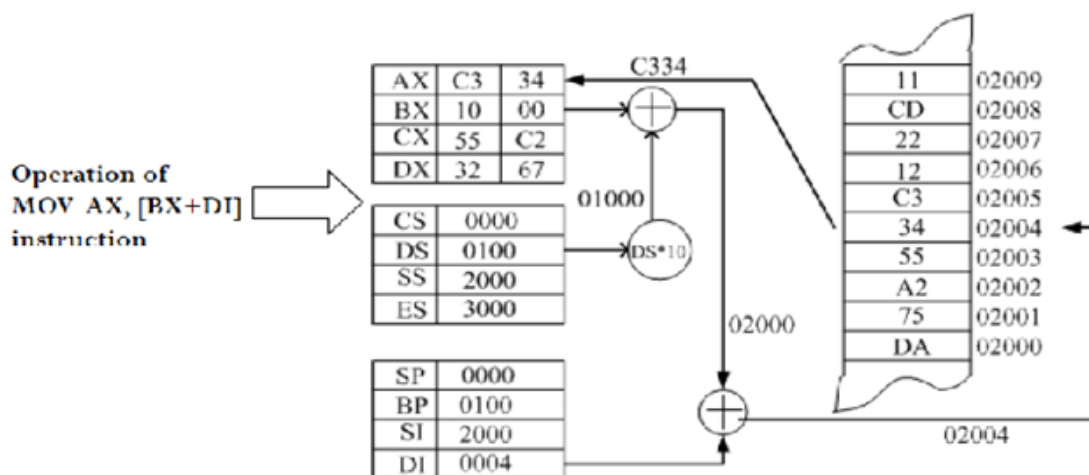 Operation of
MOV AX, [BX+DI]
instruction
AX C3 34
BX 10 00
CX 55 C2
DX 32 67
CS 0000
DS 0100
SS 2000
ES 3000
SP 0000
BP 0100
SI 2000
DI 0004
C334
01000
DS*10
02000
02004
11 02009
CD 02008
22 02007
12 02006
C3 02005
34 02004
55 02003
A2 02002
75 02001
DA 02000